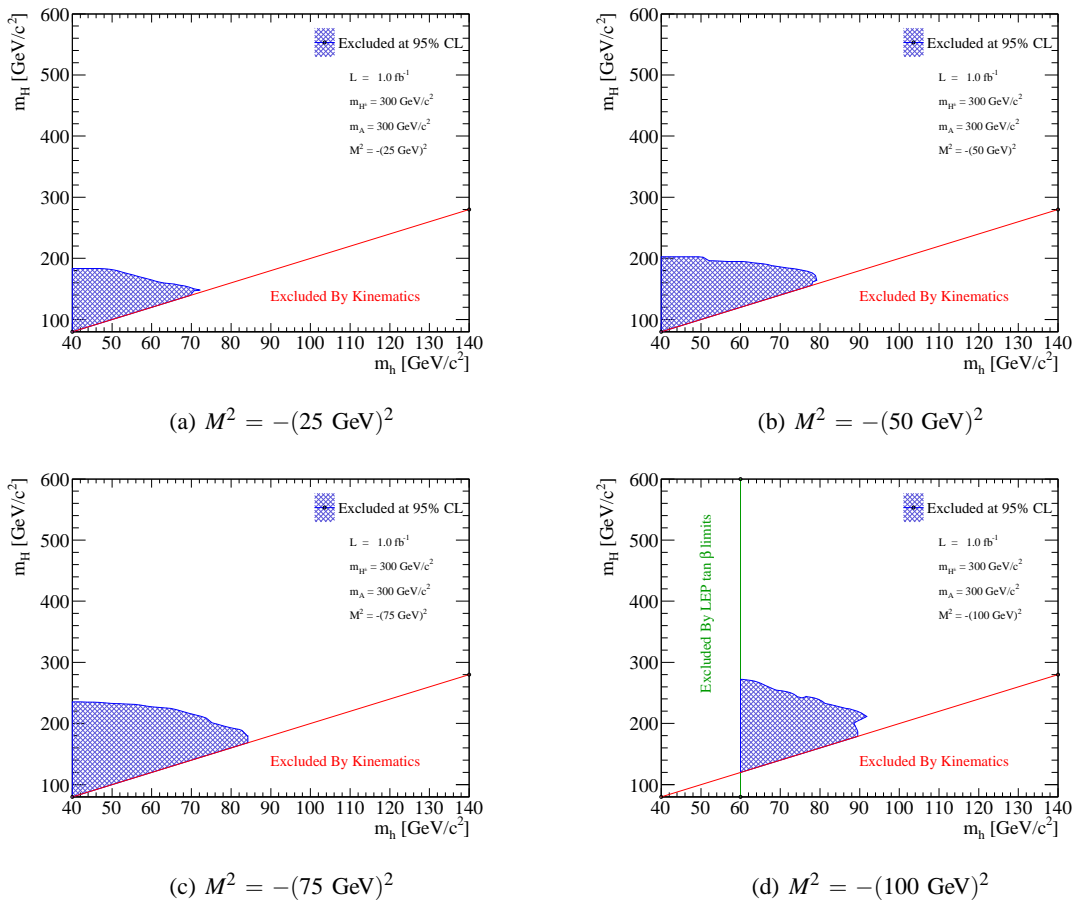 m_H [GeV/c²]
600
500
400
300
200
100
Excluded at 95% CL
L = 1.0 fb⁻¹
m_H± = 300 GeV/c²
m_A = 300 GeV/c²
M² = -(25 GeV)²
Excluded By Kinematics
40 50 60 70 80 90 100 110 120 130 140
m_h [GeV/c²]
(a) M² = −(25 GeV)²
m_H [GeV/c²]
600
500
400
300
200
100
Excluded at 95% CL
L = 1.0 fb⁻¹
m_H± = 300 GeV/c²
m_A = 300 GeV/c²
M² = -(50 GeV)²
Excluded By Kinematics
40 50 60 70 80 90 100 110 120 130 140
m_h [GeV/c²]
(b) M² = −(50 GeV)²
m_H [GeV/c²]
600
500
400
300
200
100
Excluded at 95% CL
L = 1.0 fb⁻¹
m_H± = 300 GeV/c²
m_A = 300 GeV/c²
M² = -(75 GeV)²
Excluded By Kinematics
40 50 60 70 80 90 100 110 120 130 140
m_h [GeV/c²]
(c) M² = −(75 GeV)²
m_H [GeV/c²]
600
500
400
300
200
100
Excluded By LEP tan β limits
Excluded at 95% CL
L = 1.0 fb⁻¹
m_H± = 300 GeV/c²
m_A = 300 GeV/c²
M² = -(100 GeV)²
Excluded By Kinematics
40 50 60 70 80 90 100 110 120 130 140
m_h [GeV/c²]
(d) M² = −(100 GeV)²